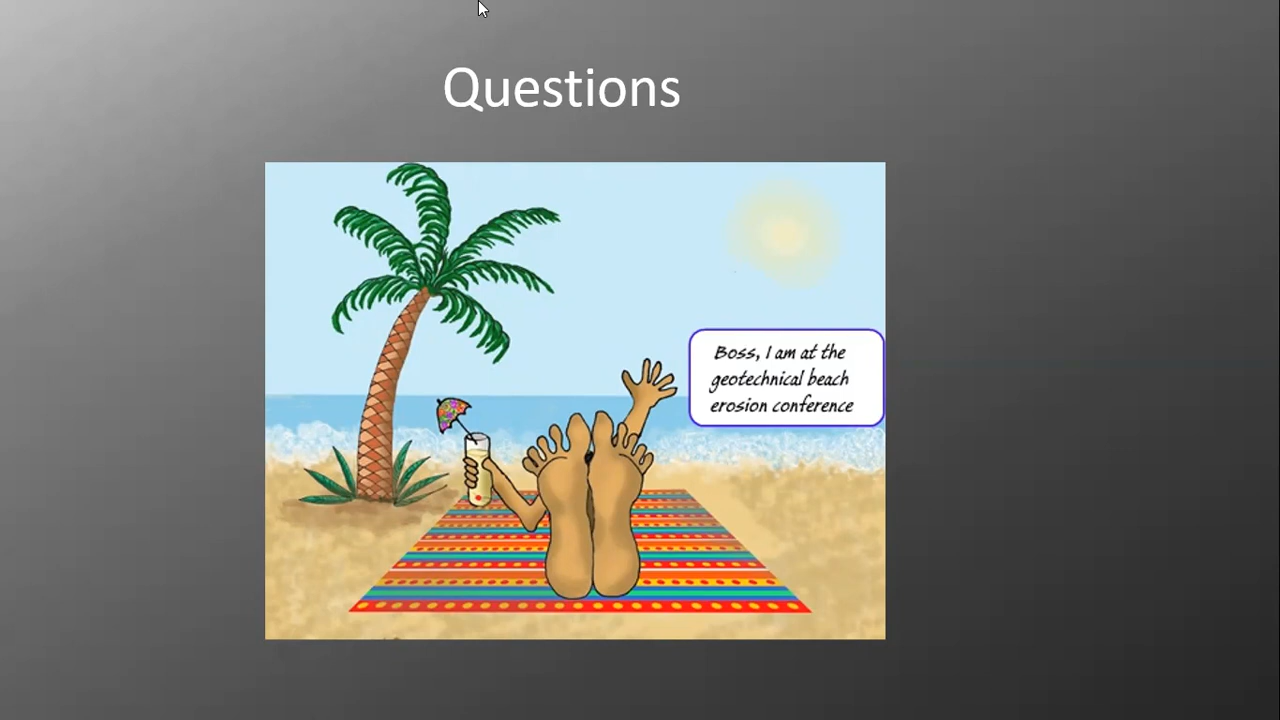 Questions
Boss, I am at the
geotechnical beach
erosion conference